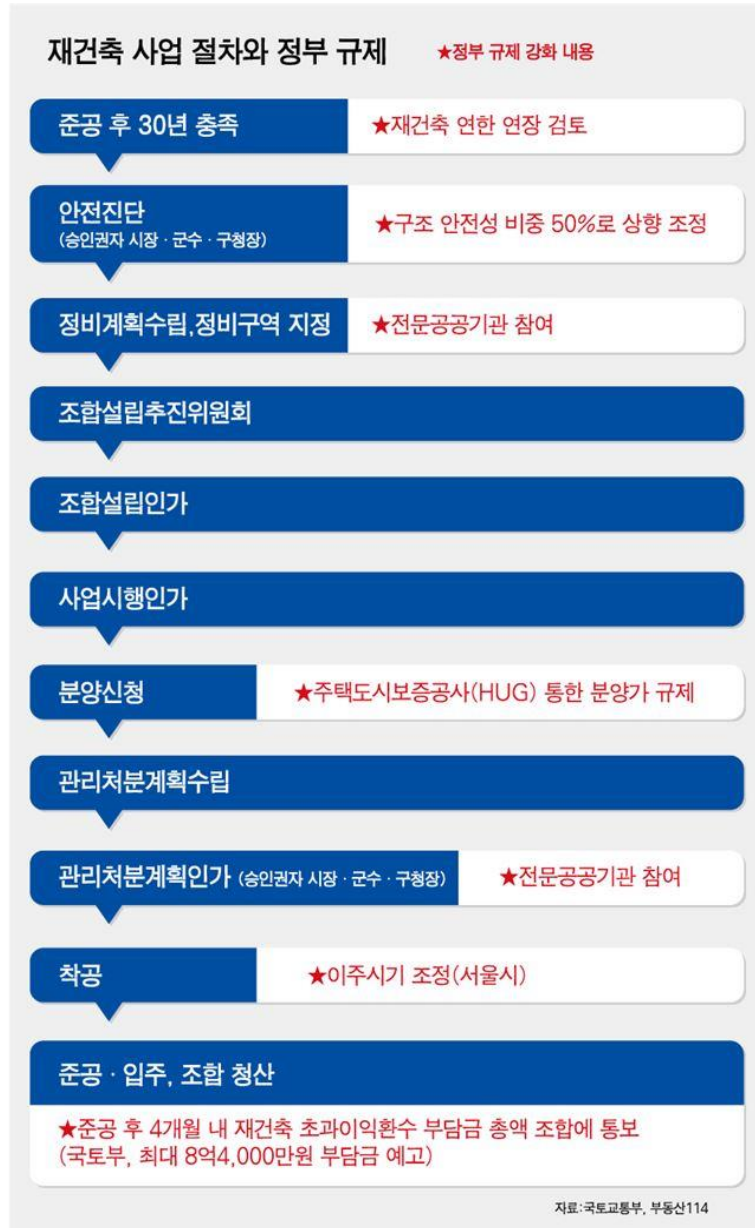 재건축 사업 절차와 정부 규제
★정부 규제 강화 내용
준공 후 30년 충족
★재건축 연한 연장 검토
안전진단
(승인권자 시장 · 군수 · 구청장)
★구조 안전성 비중 50%로 상향 조정
정비계획수립,정비구역 지정
★전문공공기관 참여
조합설립추진위원회
조합설립인가
사업시행인가
분양신청
★주택도시보증공사(HUG) 통한 분양가 규제
관리처분계획수립
관리처분계획인가 (승인권자 시장 · 군수 · 구청장)
★전문공공기관 참여
착공
★이주시기 조정(서울시)
준공 · 입주, 조합 청산
★준공 후 4개월 내 재건축 초과이익환수 부담금 총액 조합에 통보
(국토부, 최대 8억4,000만원 부담금 예고)
자료:국토교통부, 부동산114